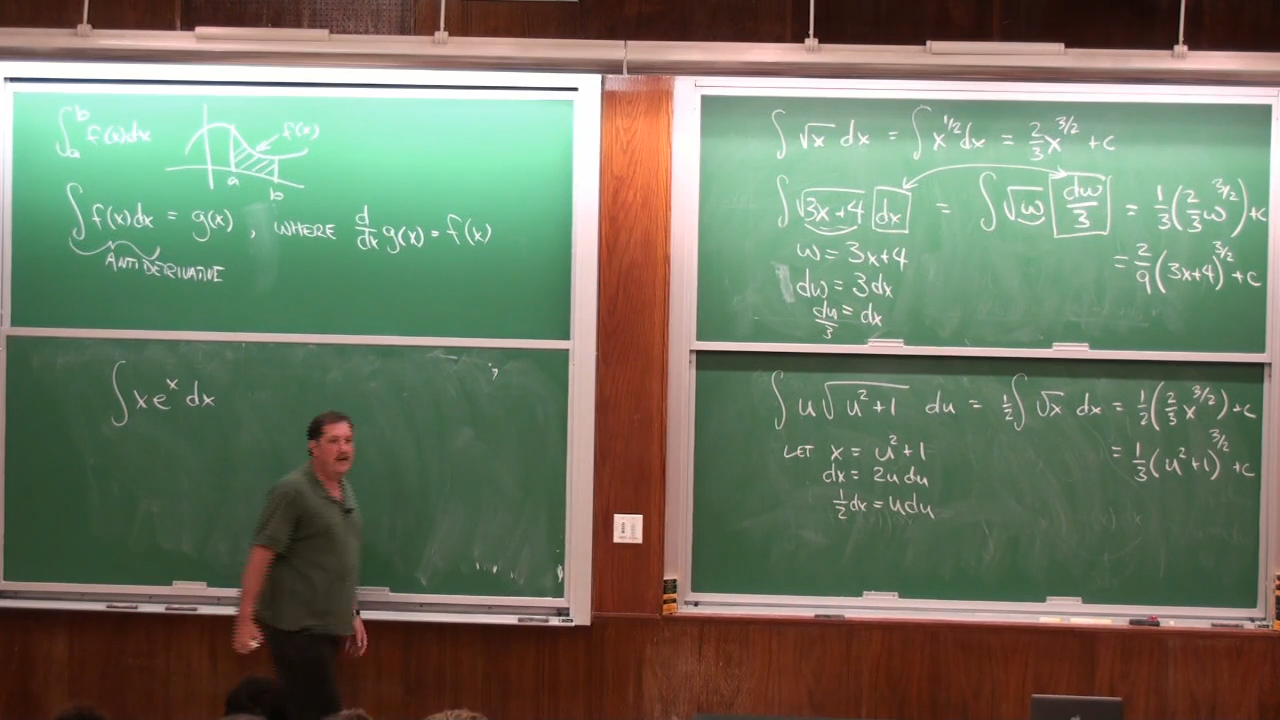 ∫_a^b f(x)dx
f(x)
a
b
∫ f(x)dx = g(x) , WHERE d/dx g(x) = f(x)
ANTIDERIVATIVE
∫ x e^x dx
∫ √x dx = ∫ x^{1/2} dx = 2/3 x^{3/2} + c
∫ √(3x+4) dx = ∫ √w dw/3 = 1/3 (2/3 w^{3/2}) + c
w = 3x+4
= 2/9 (3x+4)^{3/2} + c
dw = 3dx
dw/3 = dx
∫ u √(u²+1) du = 1/2 ∫ √x dx = 1/2 (2/3 x^{3/2}) + c
LET x = u²+1
= 1/3 (u²+1)^{3/2} + c
dx = 2u du
1/2 dx = u du